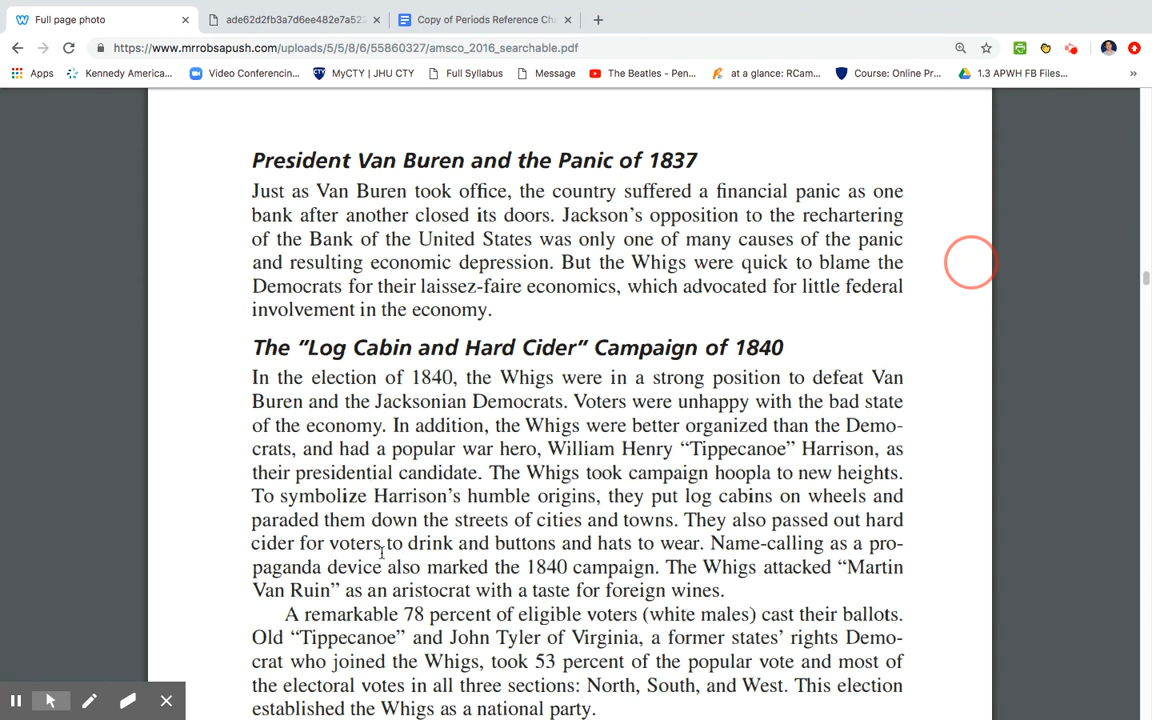 Full page photo
ade62d2fb3a7d6ee482e7a522
Copy of Periods Reference Cha
https://www.mrrobsapush.com/uploads/5/5/8/6/55860327/amsco_2016_searchable.pdf
Apps Kennedy America... Video Conferencin... CTY MyCTY | JHU CTY Full Syllabus Message The Beatles - Pen... at a glance: RCam... Course: Online Pr... 1.3 APWH FB Files... »
President Van Buren and the Panic of 1837
Just as Van Buren took office, the country suffered a financial panic as one
bank after another closed its doors. Jackson’s opposition to the rechartering
of the Bank of the United States was only one of many causes of the panic
and resulting economic depression. But the Whigs were quick to blame the
Democrats for their laissez-faire economics, which advocated for little federal
involvement in the economy.
The “Log Cabin and Hard Cider” Campaign of 1840
In the election of 1840, the Whigs were in a strong position to defeat Van
Buren and the Jacksonian Democrats. Voters were unhappy with the bad state
of the economy. In addition, the Whigs were better organized than the Demo-
crats, and had a popular war hero, William Henry “Tippecanoe” Harrison, as
their presidential candidate. The Whigs took campaign hoopla to new heights.
To symbolize Harrison’s humble origins, they put log cabins on wheels and
paraded them down the streets of cities and towns. They also passed out hard
cider for voters to drink and buttons and hats to wear. Name-calling as a pro-
paganda device also marked the 1840 campaign. The Whigs attacked “Martin
Van Ruin” as an aristocrat with a taste for foreign wines.
A remarkable 78 percent of eligible voters (white males) cast their ballots.
Old “Tippecanoe” and John Tyler of Virginia, a former states’ rights Demo-
crat who joined the Whigs, took 53 percent of the popular vote and most of
the electoral votes in all three sections: North, South, and West. This election
established the Whigs as a national party.